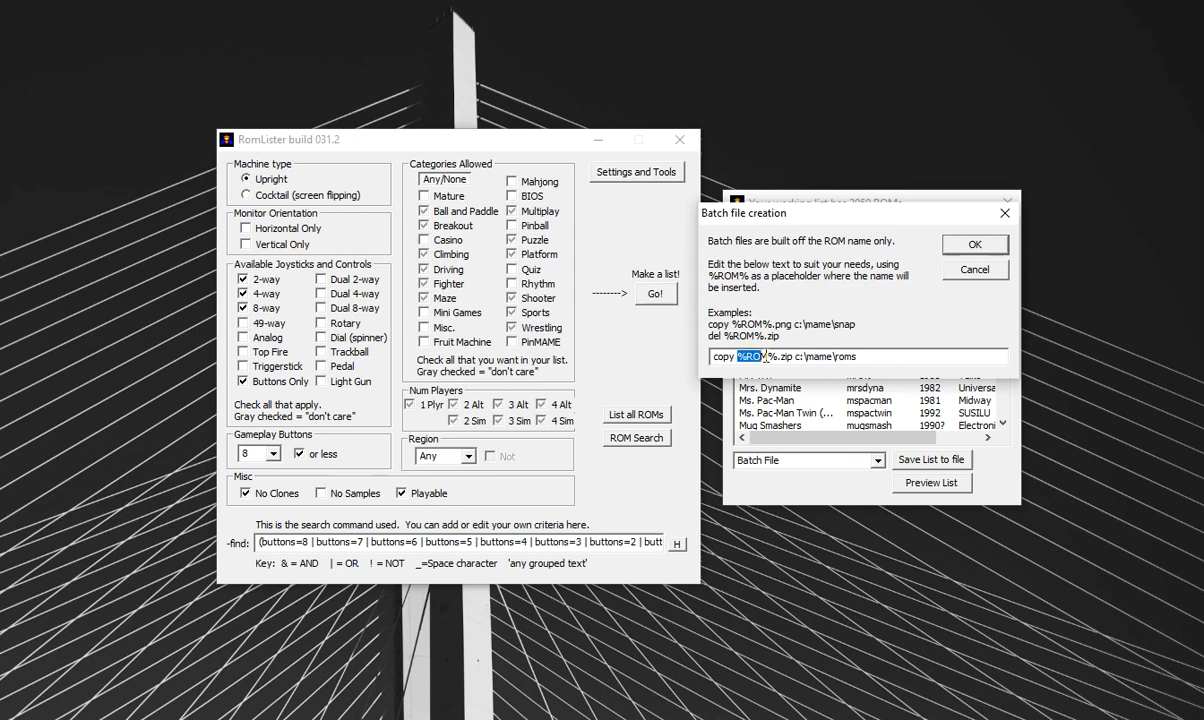 RomLister build 031.2
Machine type
Upright
Cocktail (screen flipping)
Monitor Orientation
Horizontal Only
Vertical Only
Available Joysticks and Controls
2-way
Dual 2-way
4-way
Dual 4-way
8-way
Dual 8-way
49-way
Rotary
Analog
Dial (spinner)
Top Fire
Trackball
Triggerstick
Pedal
Buttons Only
Light Gun
Check all that apply.
Gray checked = "don't care"
Gameplay Buttons
8
or less
Misc
No Clones
No Samples
Playable
Categories Allowed
Any/None
Mahjong
Mature
BIOS
Ball and Paddle
Multiplay
Breakout
Pinball
Casino
Puzzle
Climbing
Platform
Driving
Quiz
Fighter
Rhythm
Maze
Shooter
Mini Games
Sports
Misc.
Wrestling
Fruit Machine
PinMAME
Check all that you want in your list.
Gray checked = "don't care"
Num Players
1 Plyr
2 Alt
3 Alt
4 Alt
2 Sim
3 Sim
4 Sim
Region
Any
Not
Settings and Tools
Make a list!
-------->
Go!
List all ROMs
ROM Search
This is the search command used. You can add or edit your own criteria here.
-find:
(buttons=8 | buttons=7 | buttons=6 | buttons=5 | buttons=4 | buttons=3 | buttons=2 | butt
H
Key: & = AND | = OR ! = NOT _=Space character 'any grouped text'
Batch file creation
Batch files are built off the ROM name only.
OK
Edit the below text to suit your needs, using
%ROM% as a placeholder where the name will
be inserted.
Cancel
Examples:
copy %ROM%.png c:\mame\snap
del %ROM%.zip
copy %ROM%.zip c:\mame\roms
Mrs. Dynamite mrsdyna 1982 Universa
Ms. Pac-Man mspacman 1981 Midway
Ms. Pac-Man Twin (... mspactwin 1992 SUSILU
Mug Smashers mugsmash 1990? Electroni
Batch File
Save List to file
Preview List